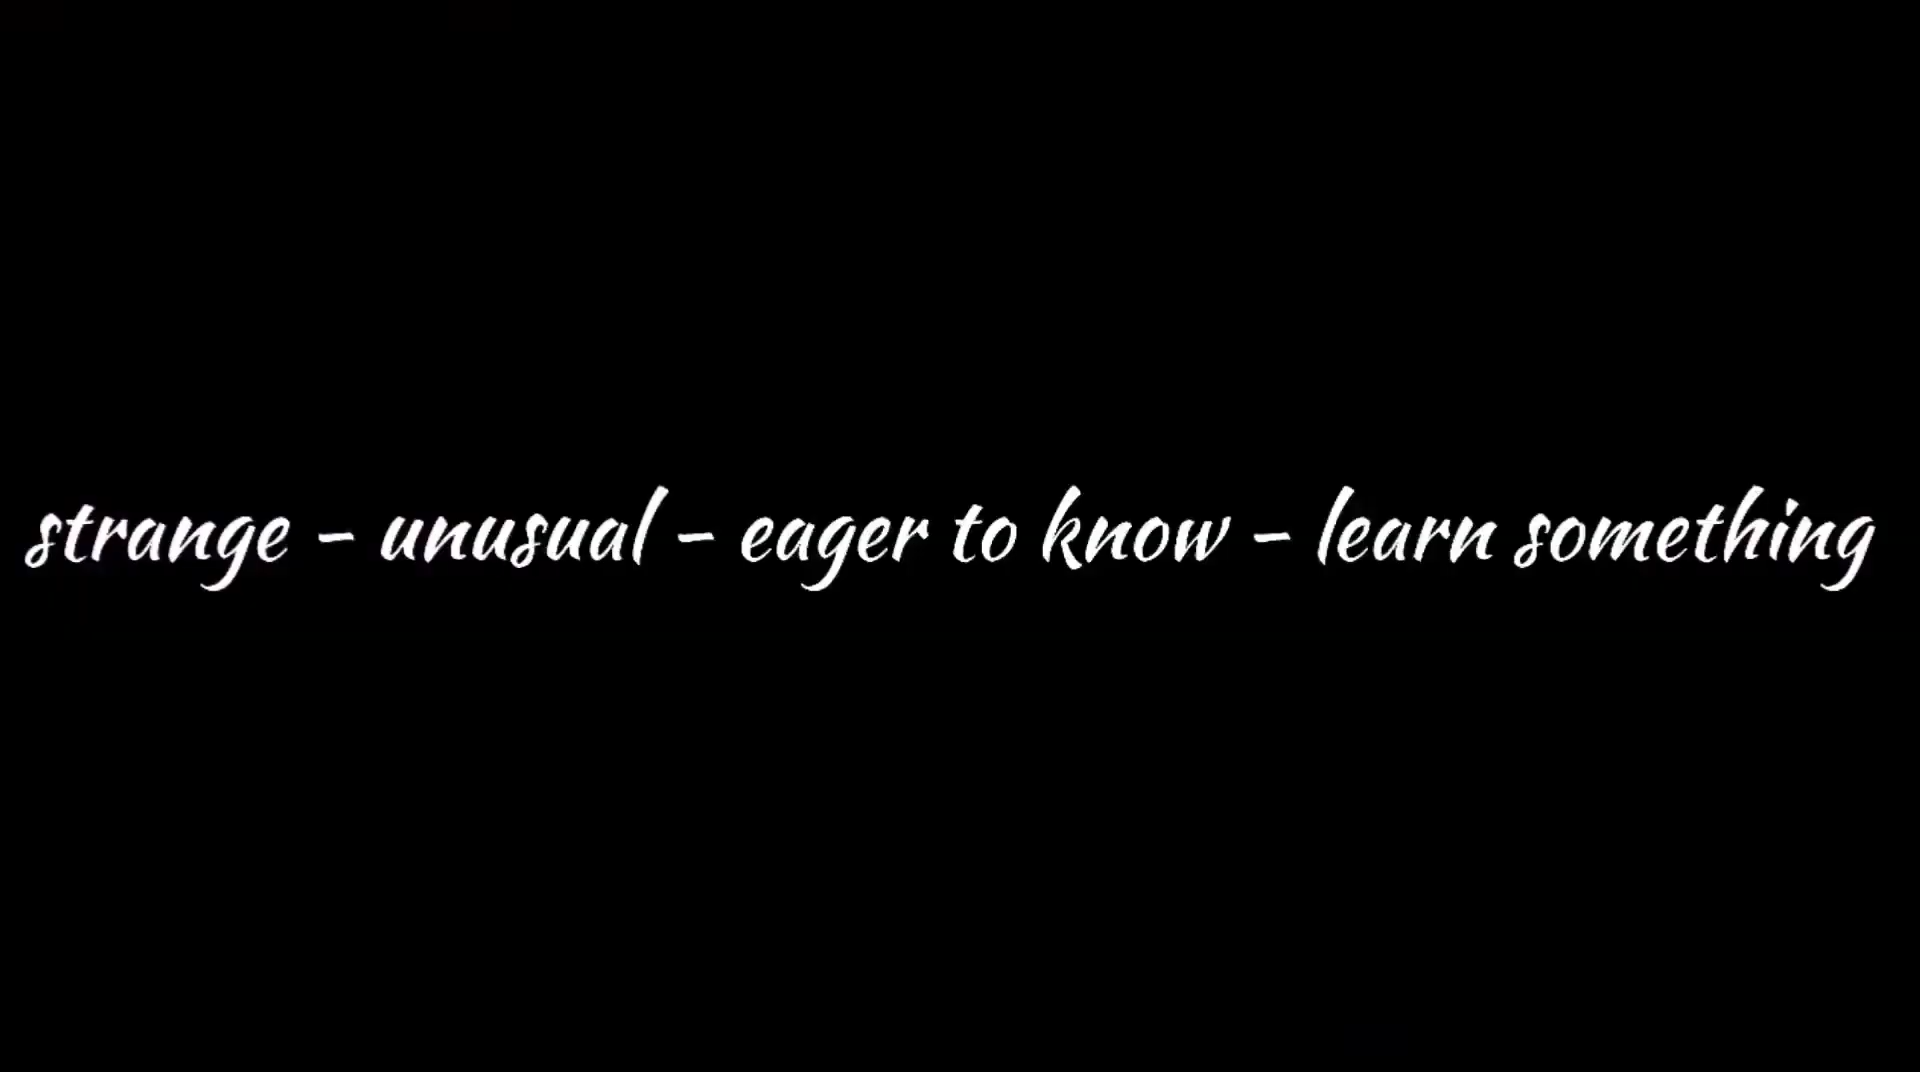 strange - unusual - eager to know - learn something